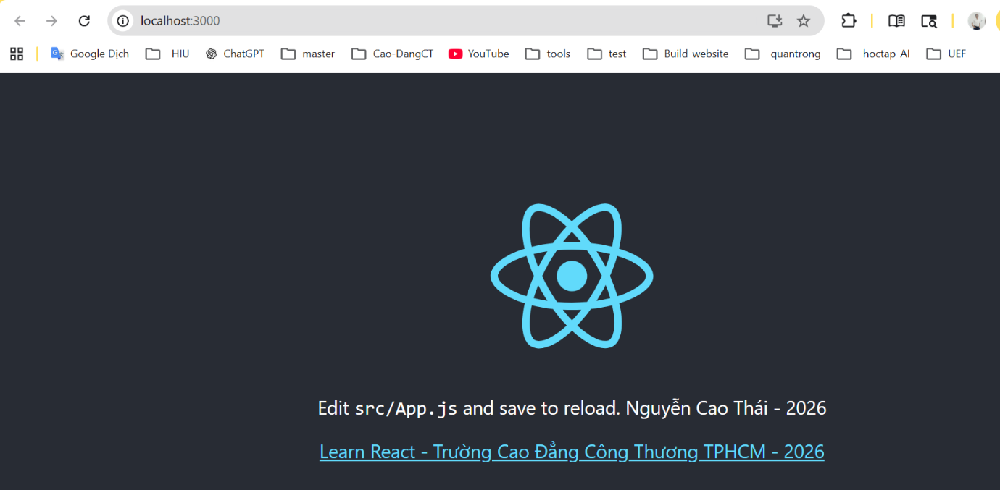 localhost:3000
Google Dịch _HIU ChatGPT master Cao-DangCT YouTube tools test Build_website _quantrong _hoctap_AI UEF
Edit src/App.js and save to reload. Nguyễn Cao Thái - 2026
Learn React - Trường Cao Đẳng Công Thương TPHCM - 2026